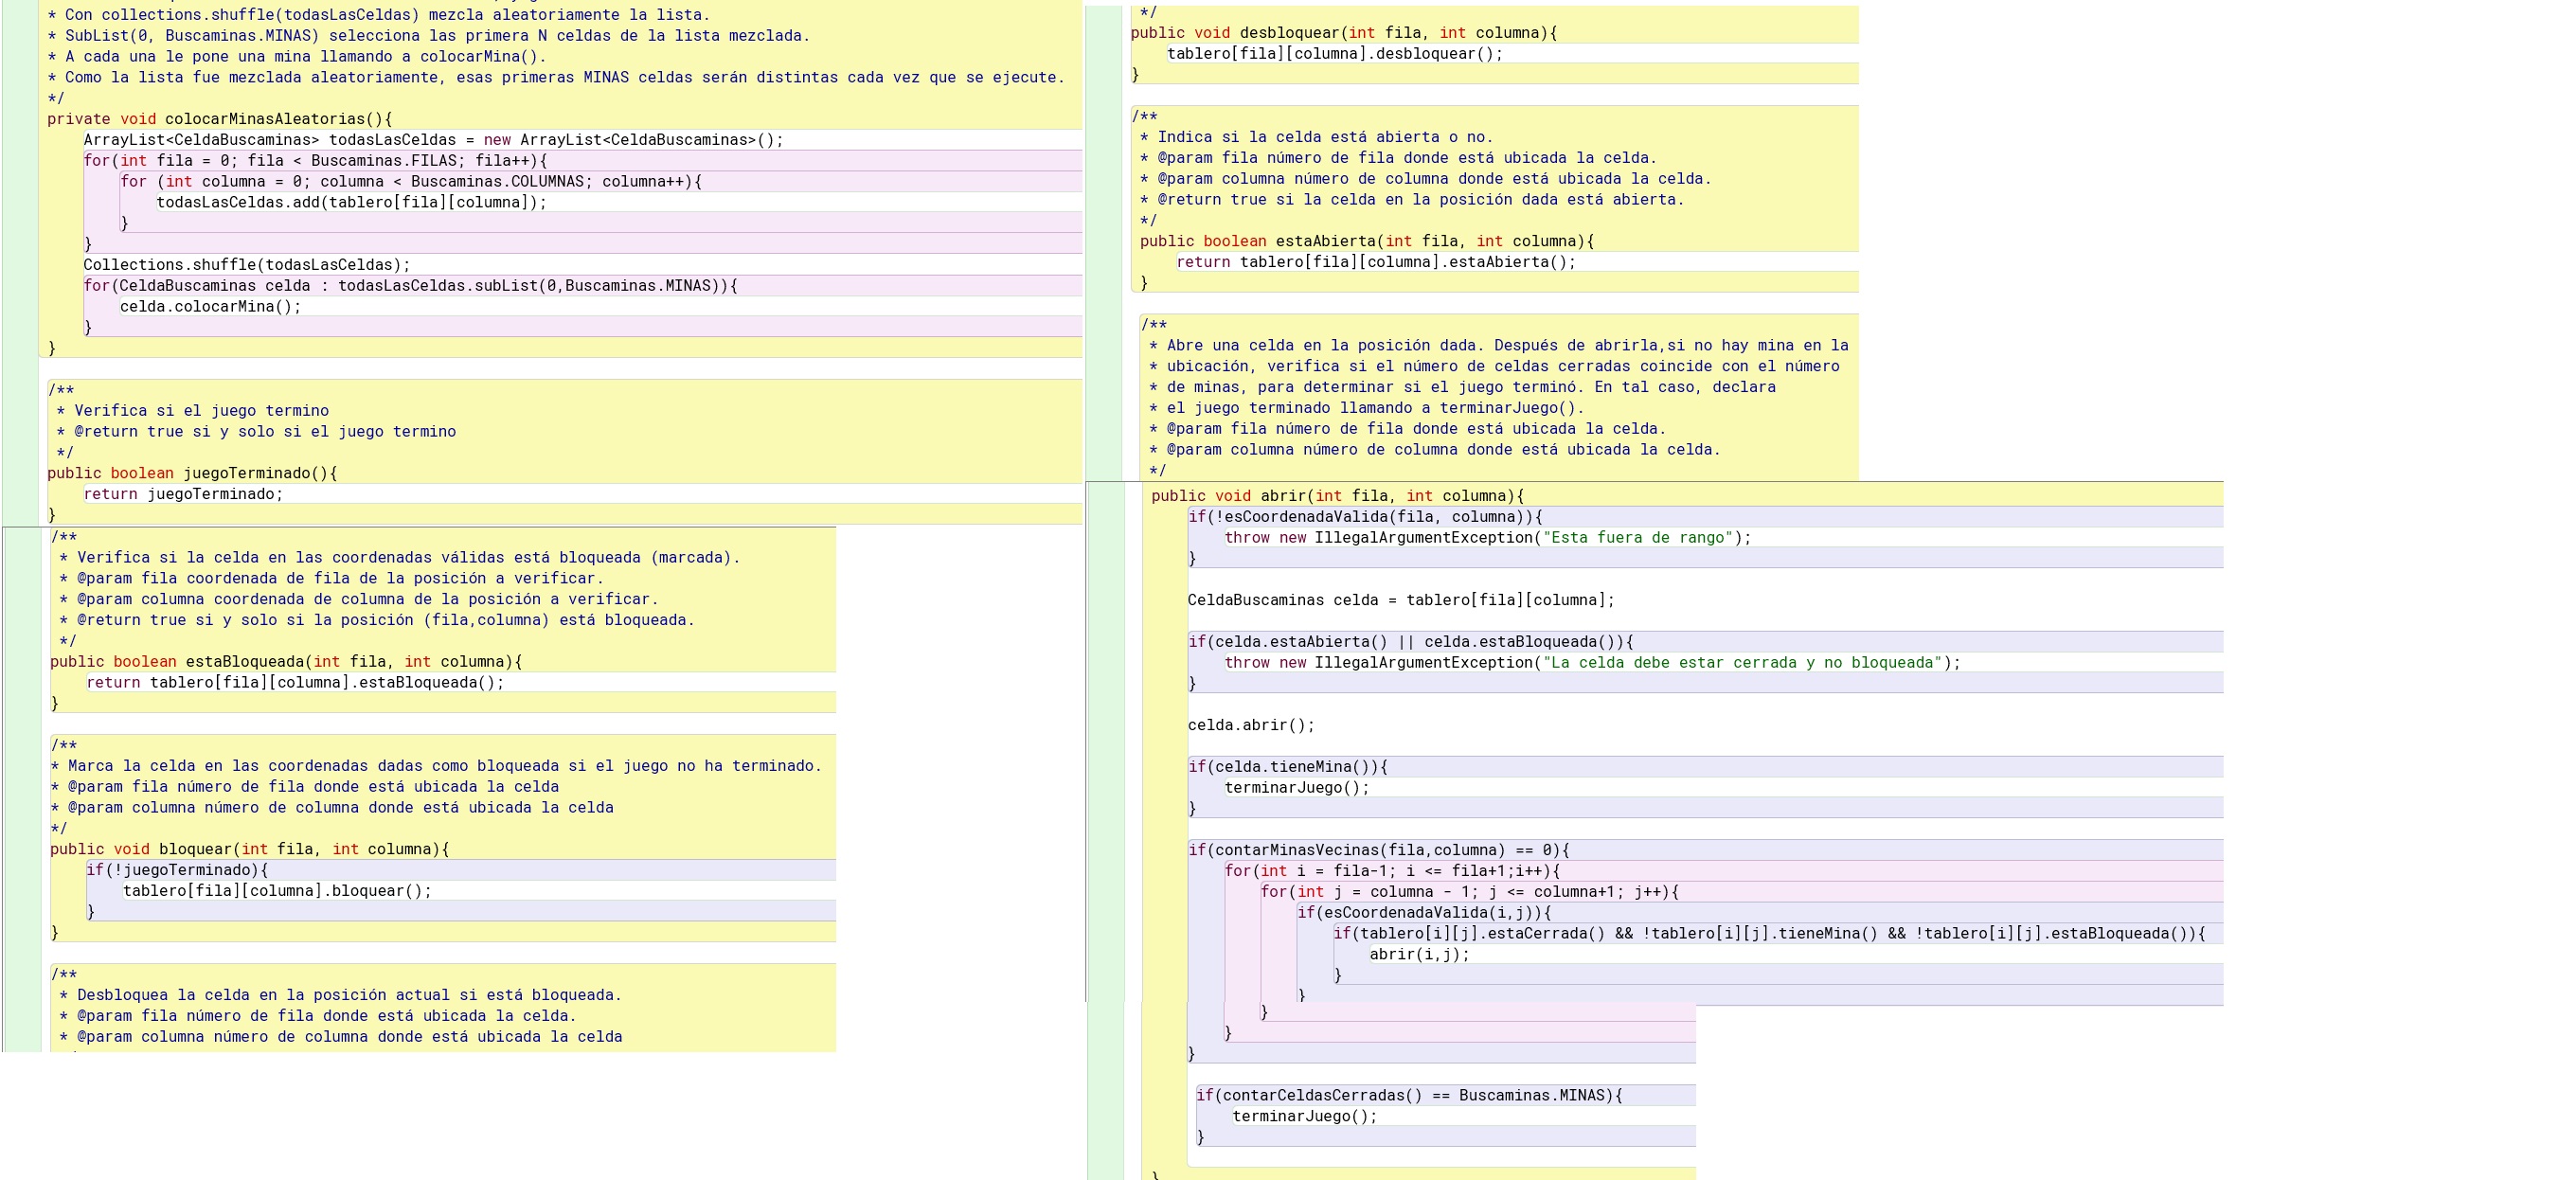 * Con collections.shuffle(todasLasCeldas) mezcla aleatoriamente la lista.
* SubList(0, Buscaminas.MINAS) selecciona las primera N celdas de la lista mezclada.
* A cada una le pone una mina llamando a colocarMina().
* Como la lista fue mezclada aleatoriamente, esas primeras MINAS celdas serán distintas cada vez que se ejecute.
*/
private void colocarMinasAleatorias(){
ArrayList<CeldaBuscaminas> todasLasCeldas = new ArrayList<CeldaBuscaminas>();
for(int fila = 0; fila < Buscaminas.FILAS; fila++){
for (int columna = 0; columna < Buscaminas.COLUMNAS; columna++){
todasLasCeldas.add(tablero[fila][columna]);
}
}
Collections.shuffle(todasLasCeldas);
for(CeldaBuscaminas celda : todasLasCeldas.subList(0,Buscaminas.MINAS)){
celda.colocarMina();
}
}
/**
* Verifica si el juego termino
* @return true si y solo si el juego termino
*/
public boolean juegoTerminado(){
return juegoTerminado;
}
/**
* Verifica si la celda en las coordenadas válidas está bloqueada (marcada).
* @param fila coordenada de fila de la posición a verificar.
* @param columna coordenada de columna de la posición a verificar.
* @return true si y solo si la posición (fila,columna) está bloqueada.
*/
public boolean estaBloqueada(int fila, int columna){
return tablero[fila][columna].estaBloqueada();
}
/**
* Marca la celda en las coordenadas dadas como bloqueada si el juego no ha terminado.
* @param fila número de fila donde está ubicada la celda
* @param columna número de columna donde está ubicada la celda
*/
public void bloquear(int fila, int columna){
if(!juegoTerminado){
tablero[fila][columna].bloquear();
}
}
/**
* Desbloquea la celda en la posición actual si está bloqueada.
* @param fila número de fila donde está ubicada la celda.
* @param columna número de columna donde está ubicada la celda
*/
public void desbloquear(int fila, int columna){
tablero[fila][columna].desbloquear();
}
/**
* Indica si la celda está abierta o no.
* @param fila número de fila donde está ubicada la celda.
* @param columna número de columna donde está ubicada la celda.
* @return true si la celda en la posición dada está abierta.
*/
public boolean estaAbierta(int fila, int columna){
return tablero[fila][columna].estaAbierta();
}
/**
* Abre una celda en la posición dada. Después de abrirla,si no hay mina en la
* ubicación, verifica si el número de celdas cerradas coincide con el número
* de minas, para determinar si el juego terminó. En tal caso, declara
* el juego terminado llamando a terminarJuego().
* @param fila número de fila donde está ubicada la celda.
* @param columna número de columna donde está ubicada la celda.
*/
public void abrir(int fila, int columna){
if(!esCoordenadaValida(fila, columna)){
throw new IllegalArgumentException("Esta fuera de rango");
}
CeldaBuscaminas celda = tablero[fila][columna];
if(celda.estaAbierta() || celda.estaBloqueada()){
throw new IllegalArgumentException("La celda debe estar cerrada y no bloqueada");
}
celda.abrir();
if(celda.tieneMina()){
terminarJuego();
}
if(contarMinasVecinas(fila,columna) == 0){
for(int i = fila-1; i <= fila+1;i++){
for(int j = columna - 1; j <= columna+1; j++){
if(esCoordenadaValida(i,j)){
if(tablero[i][j].estaCerrada() && !tablero[i][j].tieneMina() && !tablero[i][j].estaBloqueada()){
abrir(i,j);
}
}
}
}
}
if(contarCeldasCerradas() == Buscaminas.MINAS){
terminarJuego();
}
}